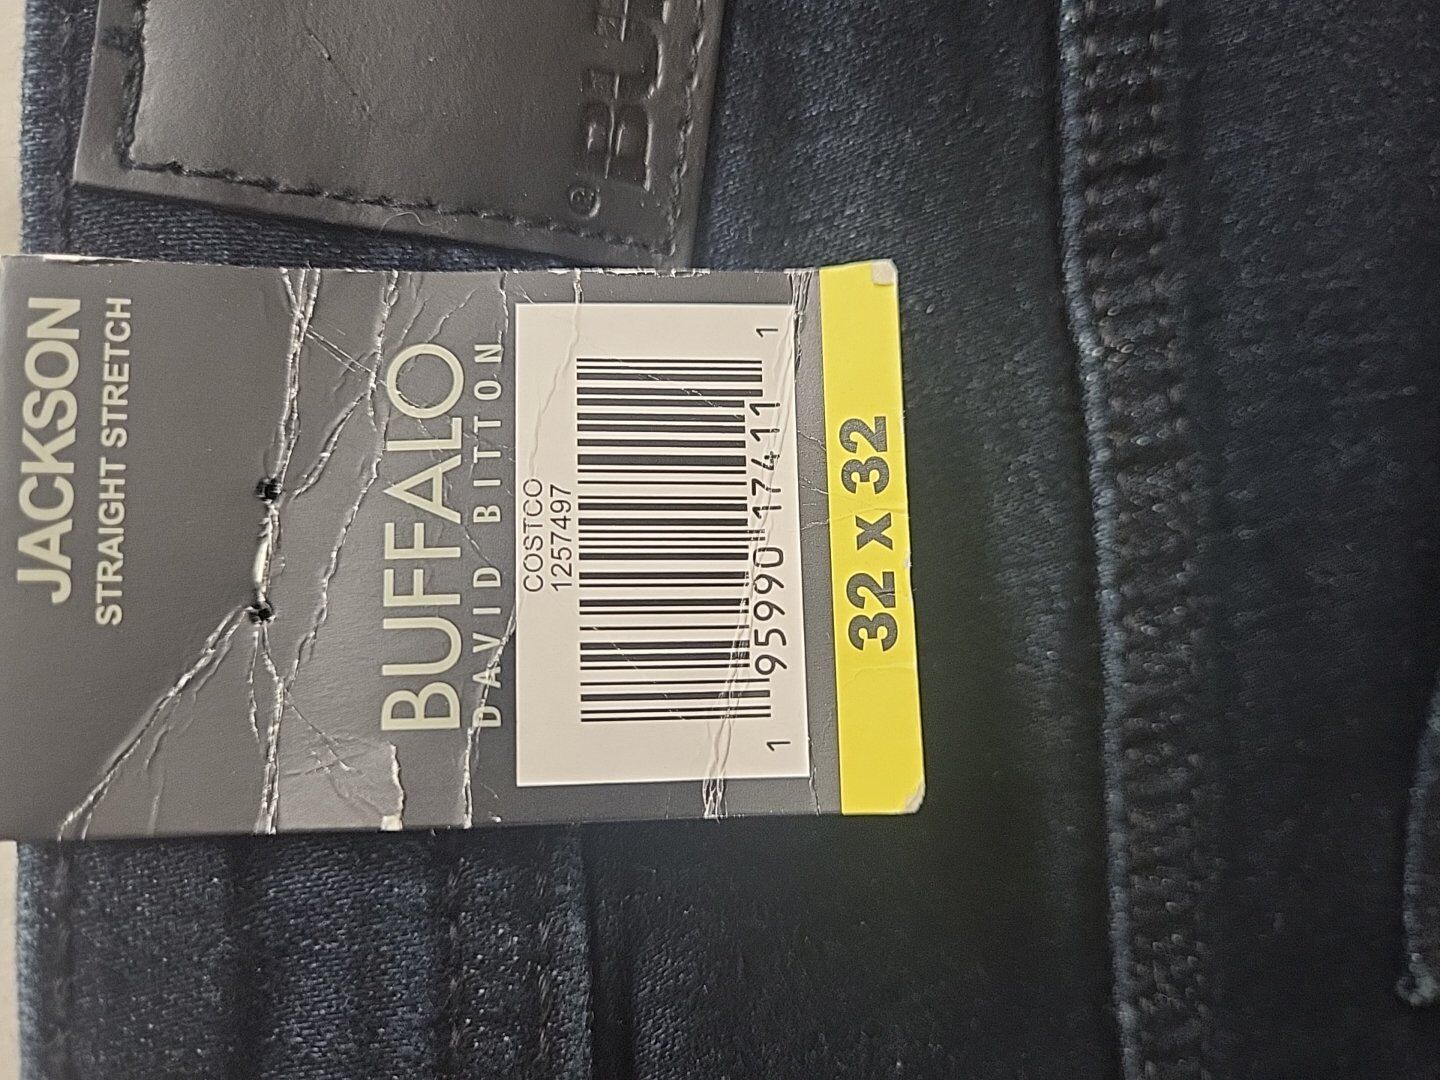 JACKSON
STRAIGHT STRETCH
BUFFALO
DAVID BITTON
COSTCO
1257497
1 95990 17411 1
32 x 32
®